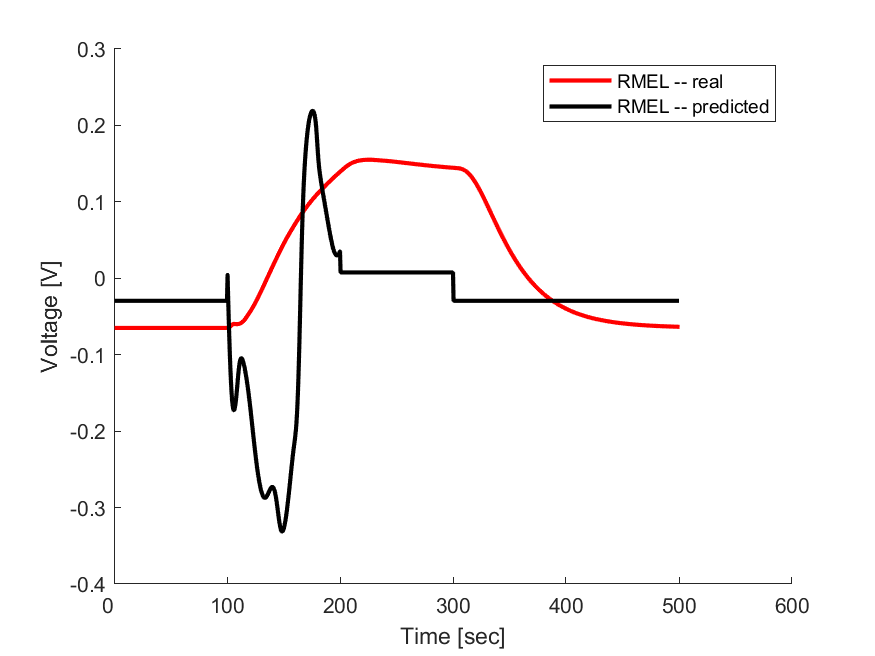 0.3
0.2
0.1
0
-0.1
-0.2
-0.3
-0.4
Voltage [V]
RMEL -- real
RMEL -- predicted
0 100 200 300 400 500 600
Time [sec]